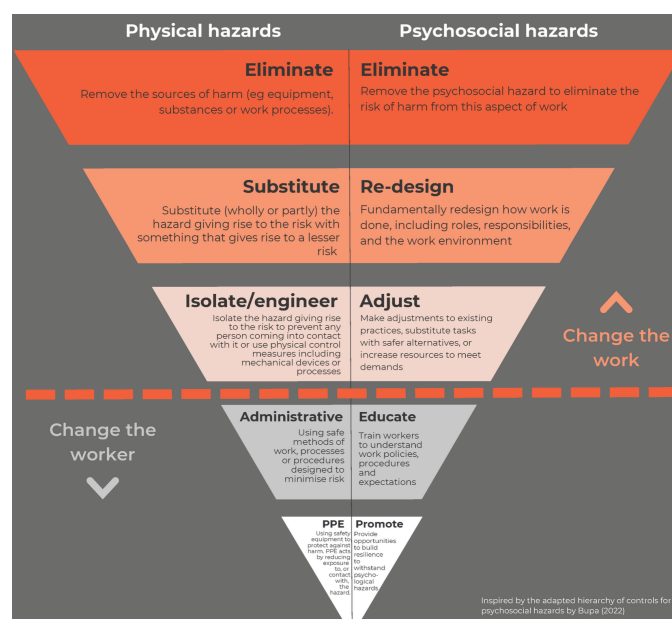 Physical hazards
Psychosocial hazards
Eliminate
Remove the sources of harm (eg equipment,
substances or work processes).
Eliminate
Remove the psychosocial hazard to eliminate the
risk of harm from this aspect of work
Substitute
Substitute (wholly or partly) the
hazard giving rise to the risk with
something that gives rise to a lesser
risk
Re-design
Fundamentally redesign how work is
done, including roles, responsibilities,
and the work environment
Isolate/engineer
Isolate the hazard giving rise
to the risk to prevent any
person coming into contact
with it or use physical control
measures including
mechanical devices or
processes
Adjust
Make adjustments to existing
practices, substitute tasks
with safer alternatives, or
increase resources to meet
demands
Change the
work
Change the
worker
Administrative
Using safe
methods of
work, processes
or procedures
designed to
minimise risk
Educate
Train workers
to understand
work policies,
procedures
and
expectations
PPE
Using safety
equipment to
protect against
harm. PPE acts
by reducing
exposure
to, or
contact
with,
the
hazard.
Promote
Provide
opportunities
to build
resilience
to
withstand
psycho-
logical
hazards
Inspired by the adapted hierarchy of controls for
psychosocial hazards by Bupa (2022)